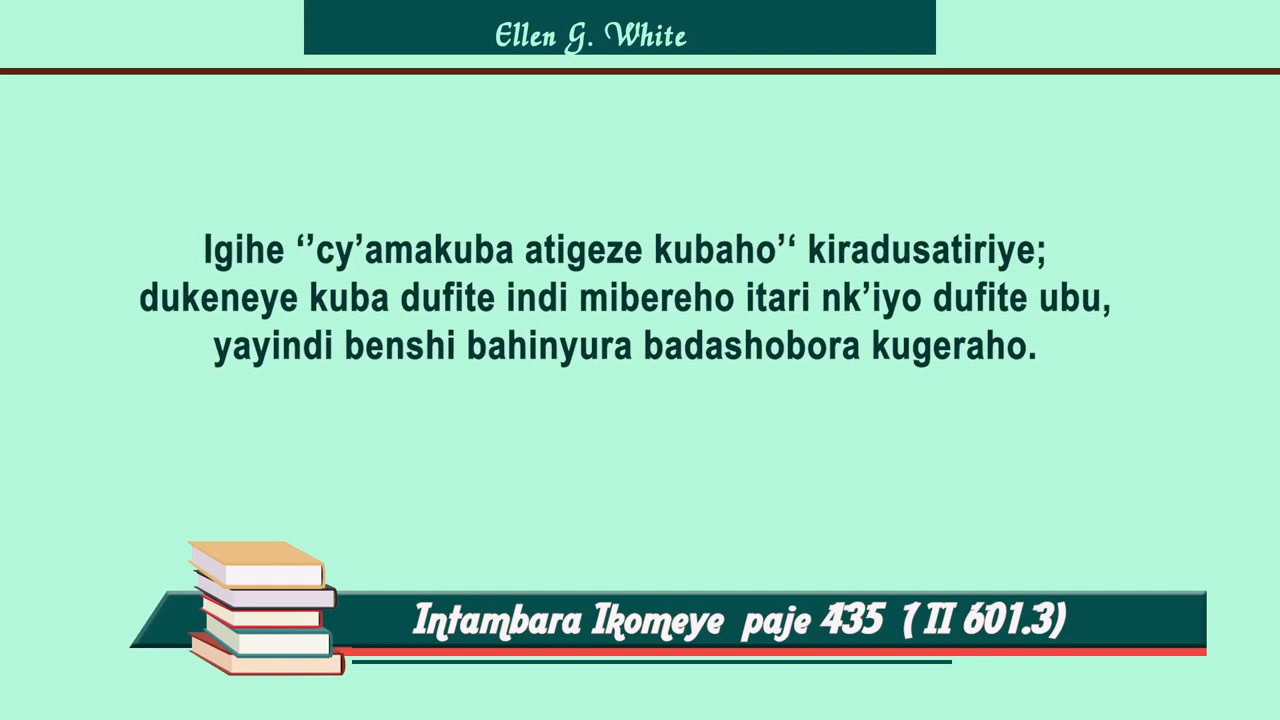 Ellen G. White
Igihe ‘’cy’amakuba atigeze kubaho’‘ kiradusatiriye;
dukeneye kuba dufite indi mibereho itari nk’iyo dufite ubu,
yayindi benshi bahinyura badashobora kugeraho.
Intambara Ikomeye paje 435 ( II 601.3)